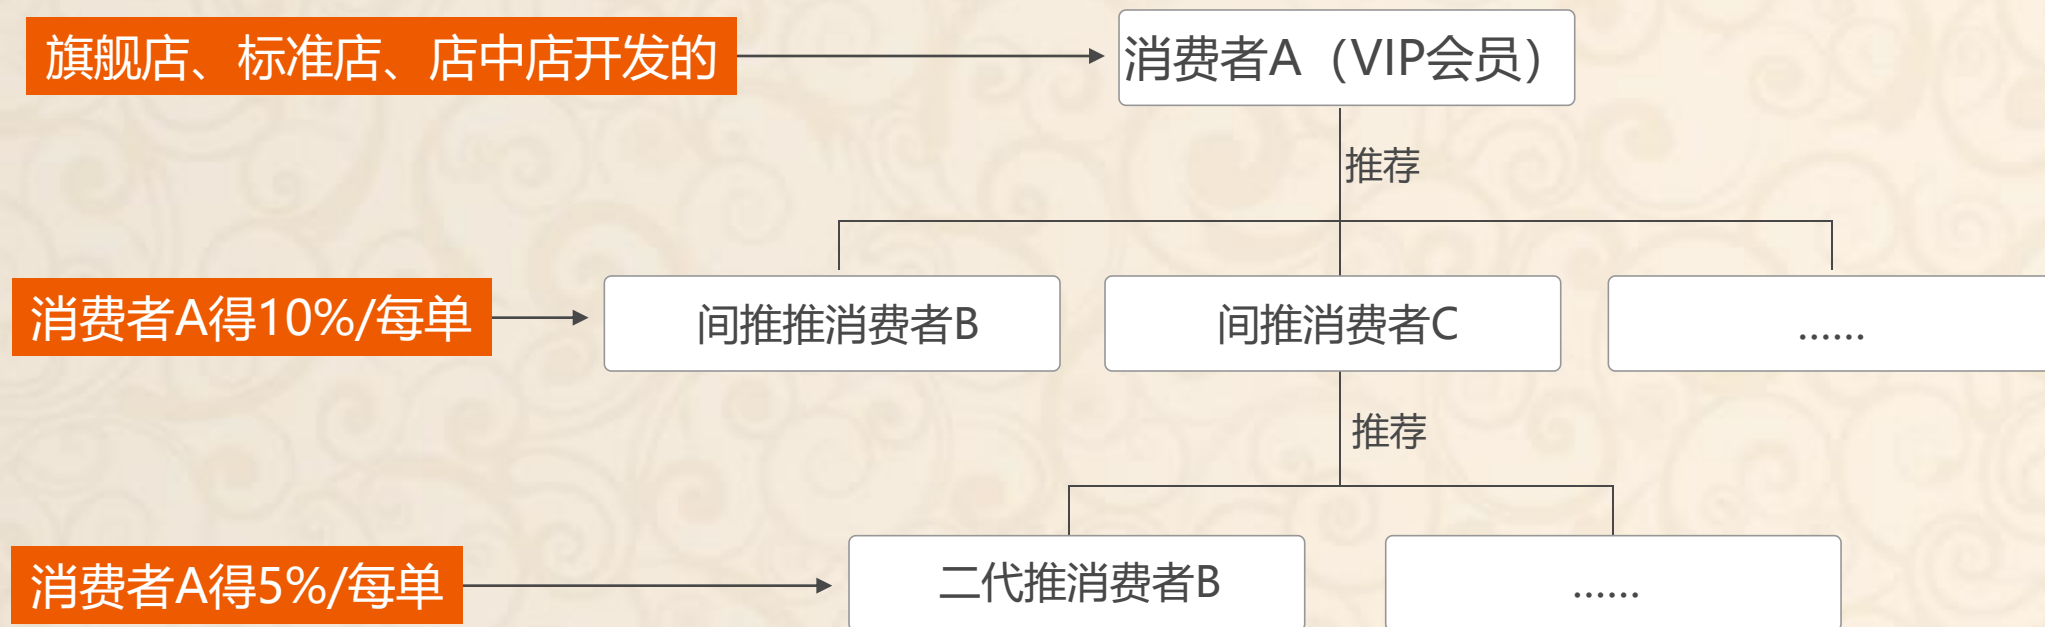 旗舰店、标准店、店中店开发的
消费者A（VIP会员）
推荐
消费者A得10%/每单
间推推消费者B
间推消费者C
......
推荐
消费者A得5%/每单
二代推消费者B
......